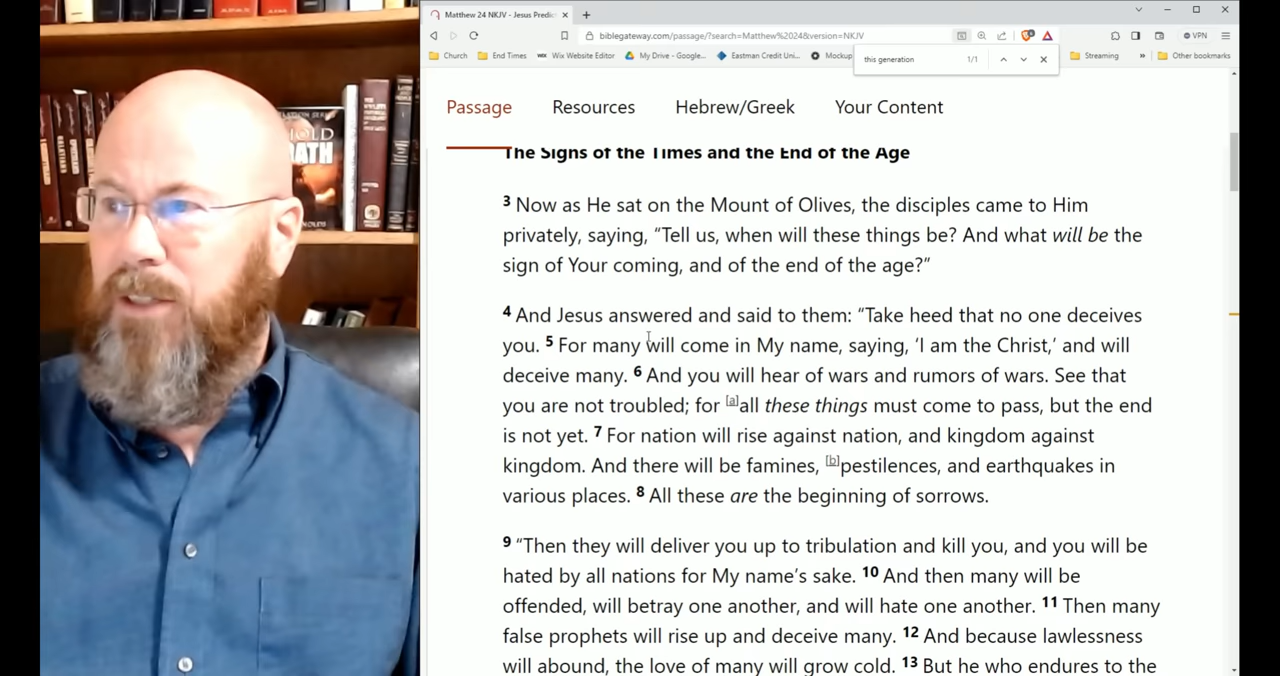 Matthew 24 NKJV - Jesus Predic
biblegateway.com/passage/?search=Matthew%2024&version=NKJV
VPN
Church End Times Wix Website Editor My Drive - Google... Eastman Credit Uni... Mockup Streaming » Other bookmarks
this generation 1/1
Passage Resources Hebrew/Greek Your Content
The Signs of the Times and the End of the Age
3 Now as He sat on the Mount of Olives, the disciples came to Him
privately, saying, “Tell us, when will these things be? And what will be the
sign of Your coming, and of the end of the age?”
4 And Jesus answered and said to them: “Take heed that no one deceives
you. 5 For many will come in My name, saying, ‘I am the Christ,’ and will
deceive many. 6 And you will hear of wars and rumors of wars. See that
you are not troubled; for [a]all these things must come to pass, but the end
is not yet. 7 For nation will rise against nation, and kingdom against
kingdom. And there will be famines, [b]pestilences, and earthquakes in
various places. 8 All these are the beginning of sorrows.
9 “Then they will deliver you up to tribulation and kill you, and you will be
hated by all nations for My name’s sake. 10 And then many will be
offended, will betray one another, and will hate one another. 11 Then many
false prophets will rise up and deceive many. 12 And because lawlessness
will abound, the love of many will grow cold. 13 But he who endures to the